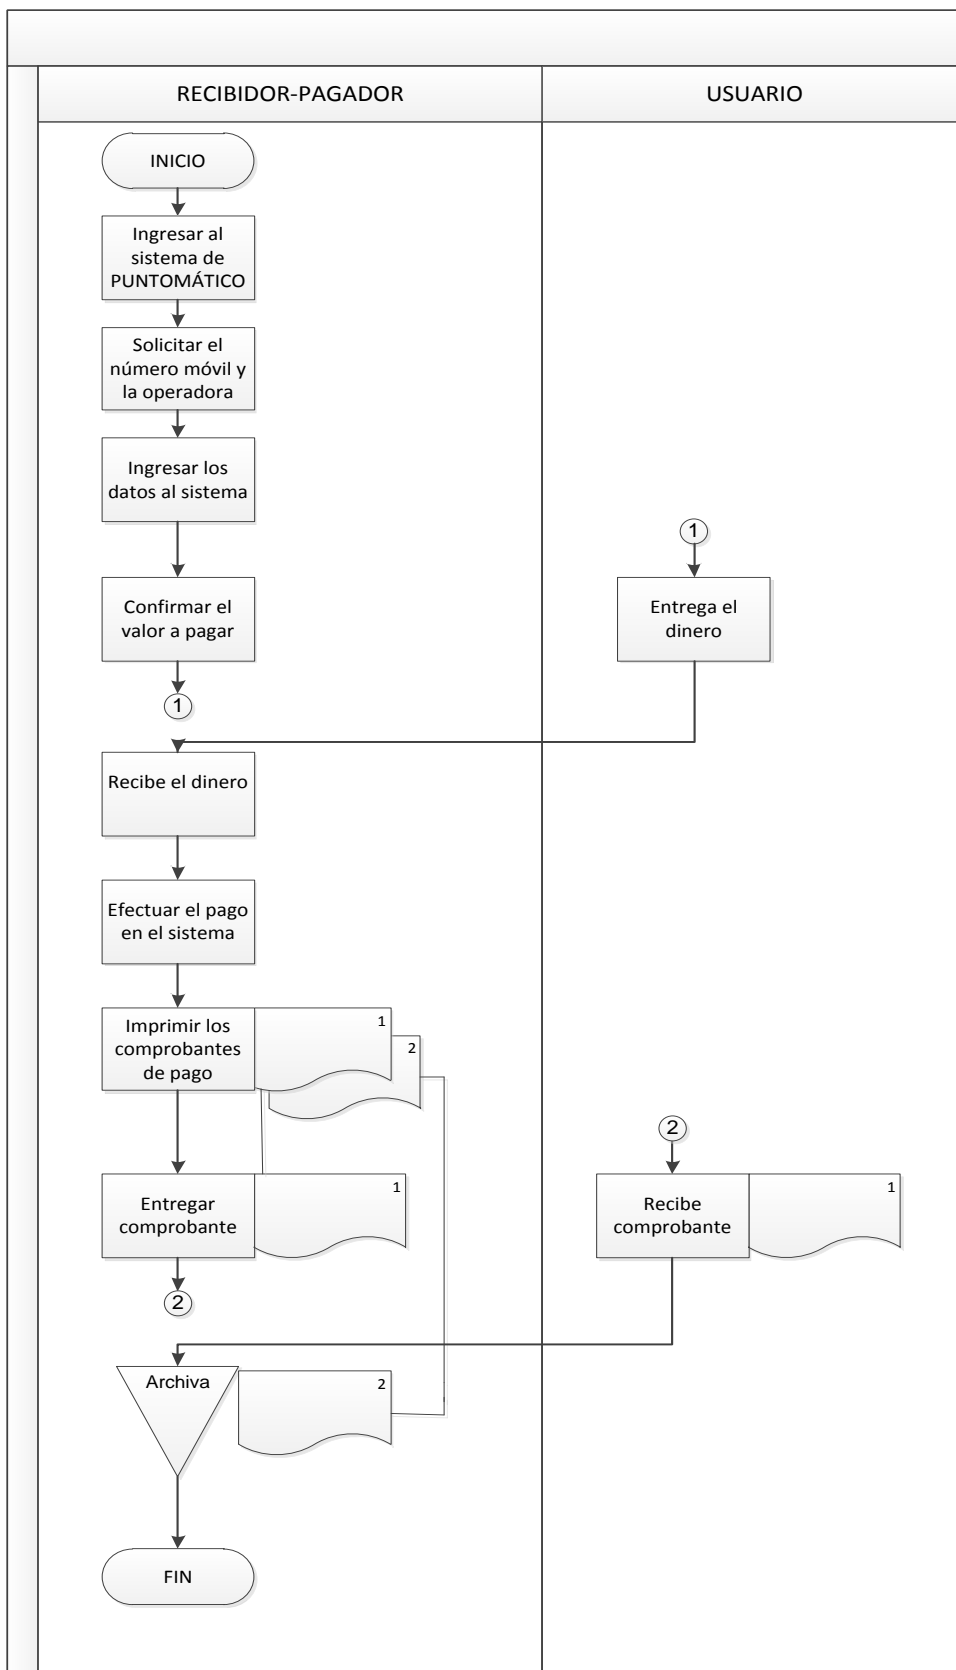 RECIBIDOR-PAGADOR
USUARIO
INICIO
Ingresar al
sistema de
PUNTOMÁTICO
Solicitar el
número móvil y
la operadora
Ingresar los
datos al sistema
1
Confirmar el
valor a pagar
Entrega el
dinero
1
Recibe el dinero
Efectuar el pago
en el sistema
Imprimir los
comprobantes
de pago
1
2
2
Entregar
comprobante
1
Recibe
comprobante
1
2
Archiva
2
FIN